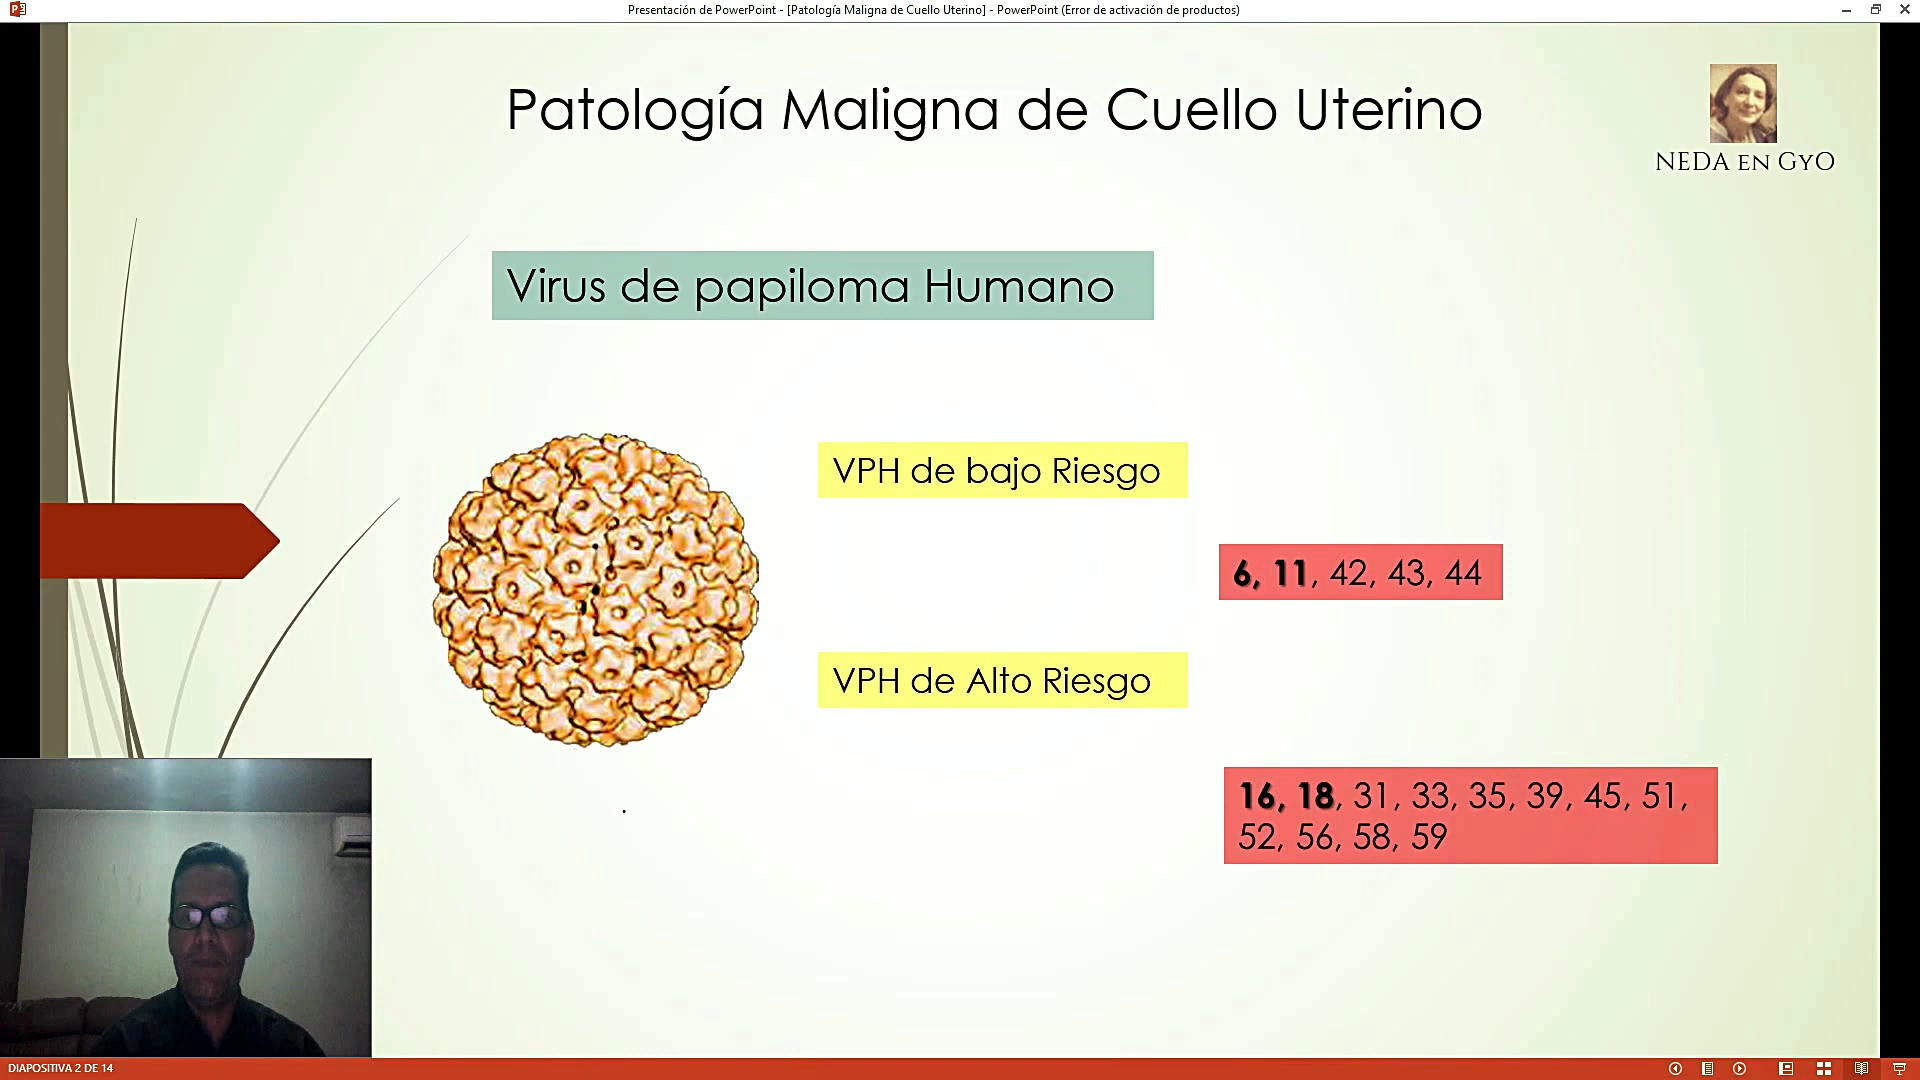 Presentación de PowerPoint - [Patología Maligna de Cuello Uterino] - PowerPoint (Error de activación de productos)
Patología Maligna de Cuello Uterino
NEDA EN GYO
Virus de papiloma Humano
VPH de bajo Riesgo
6, 11, 42, 43, 44
VPH de Alto Riesgo
16, 18, 31, 33, 35, 39, 45, 51,
52, 56, 58, 59
DIAPOSITIVA 2 DE 14